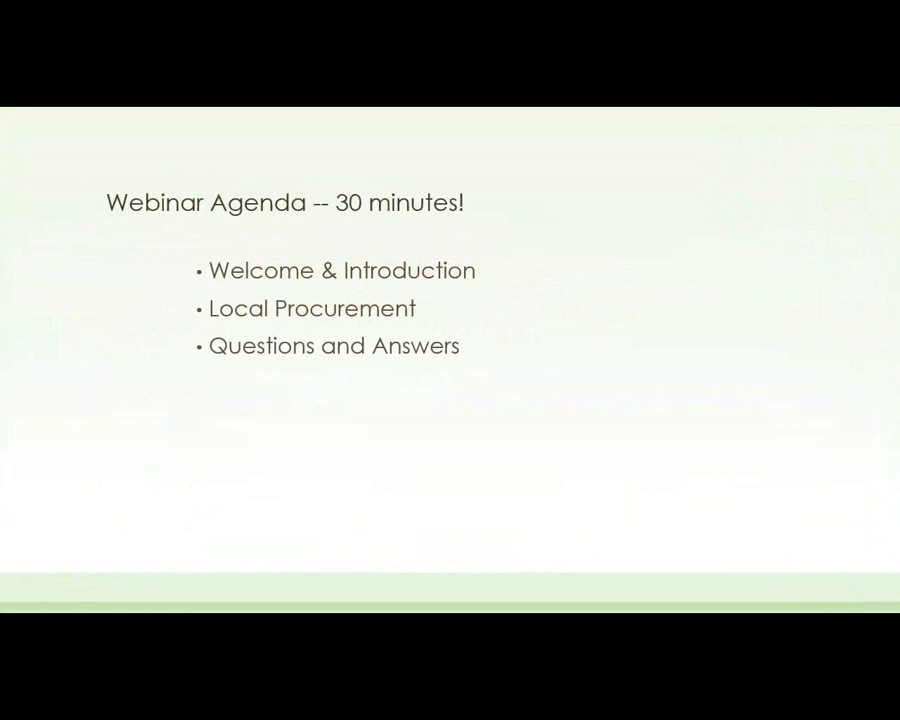 Webinar Agenda -- 30 minutes!
• Welcome & Introduction
• Local Procurement
• Questions and Answers